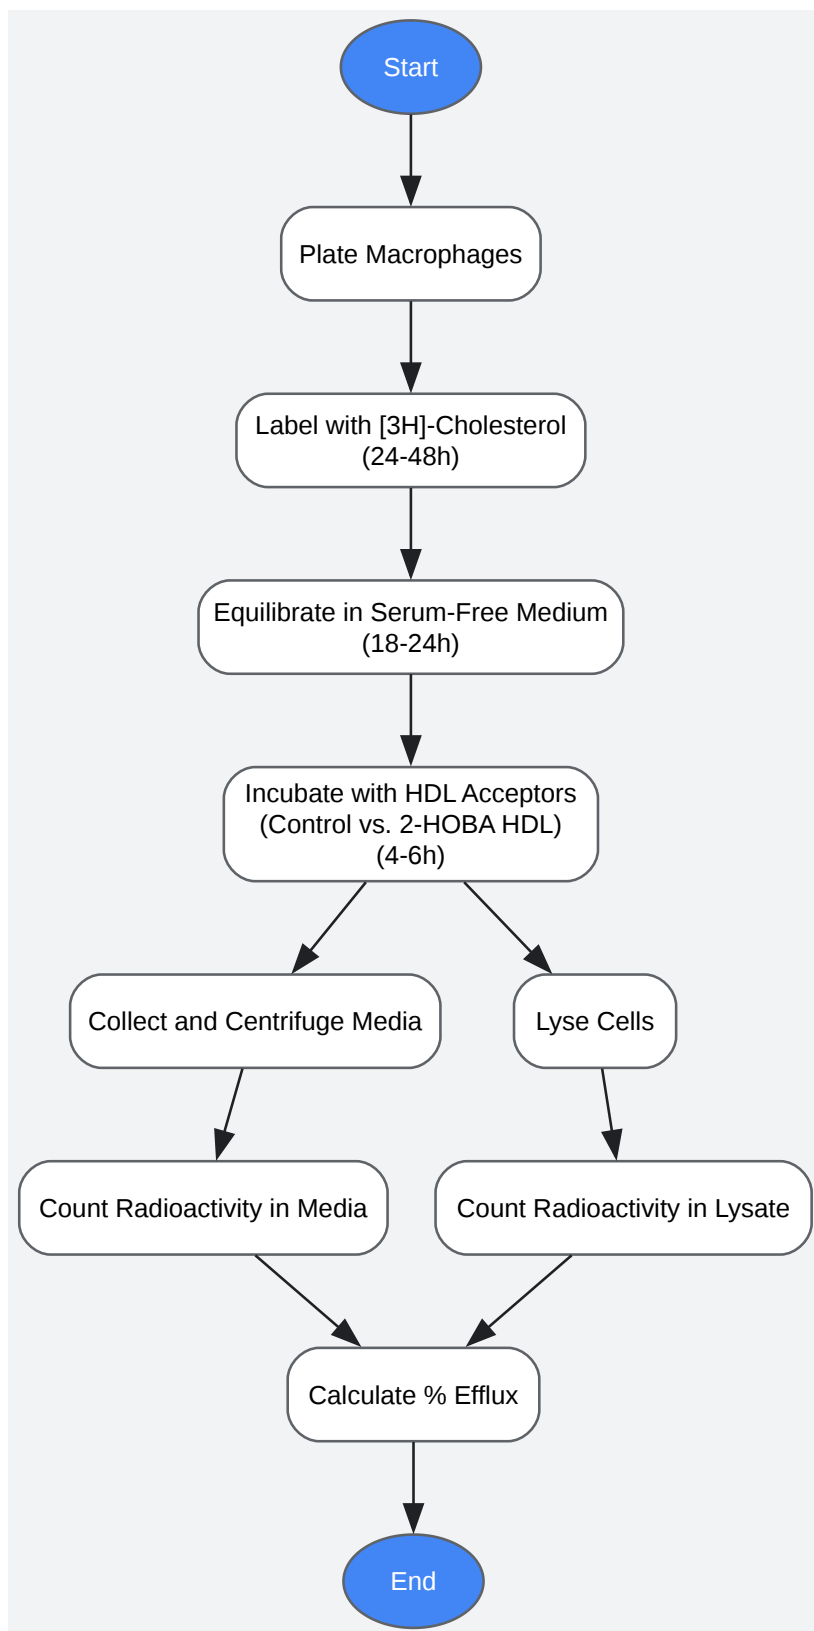 Start
Plate Macrophages
Label with [3H]-Cholesterol
(24-48h)
Equilibrate in Serum-Free Medium
(18-24h)
Incubate with HDL Acceptors
(Control vs. 2-HOBA HDL)
(4-6h)
Collect and Centrifuge Media
Lyse Cells
Count Radioactivity in Media
Count Radioactivity in Lysate
Calculate % Efflux
End